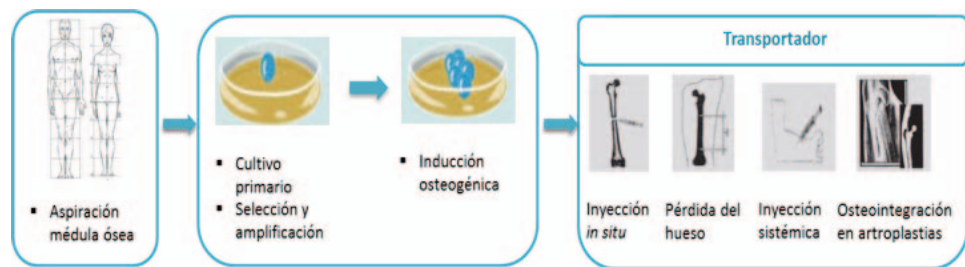 Aspiración
médula ósea
Cultivo
primario
Selección y
amplificación
Inducción
osteogénica
Transportador
Inyección
in situ
Pérdida del
hueso
Inyección
sistémica
Osteointegración
en artroplastias